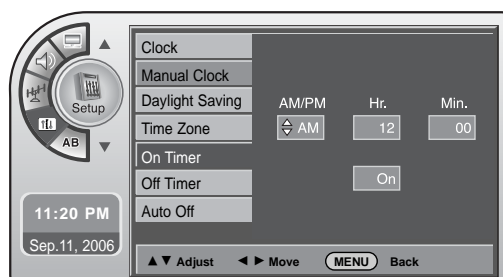 Clock
Manual Clock
Daylight Saving
Time Zone
On Timer
Off Timer
Auto Off
AM/PM Hr. Min.
AM 12 00
On
Setup
AB
11:20 PM
Sep.11, 2006
▲▼ Adjust ◄► Move MENU Back